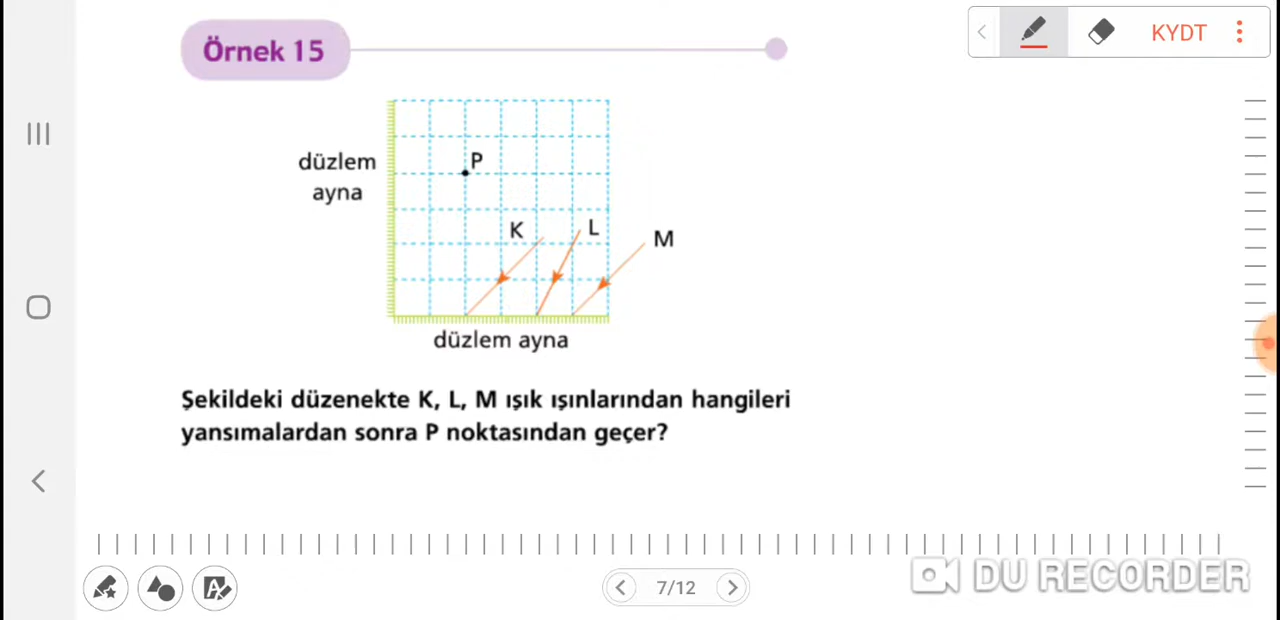 Örnek 15
KYDT
düzlem
ayna
P
K
L
M
düzlem ayna
Şekildeki düzenekte K, L, M ışık ışınlarından hangileri
yansımalardan sonra P noktasından geçer?
7/12
DU RECORDER